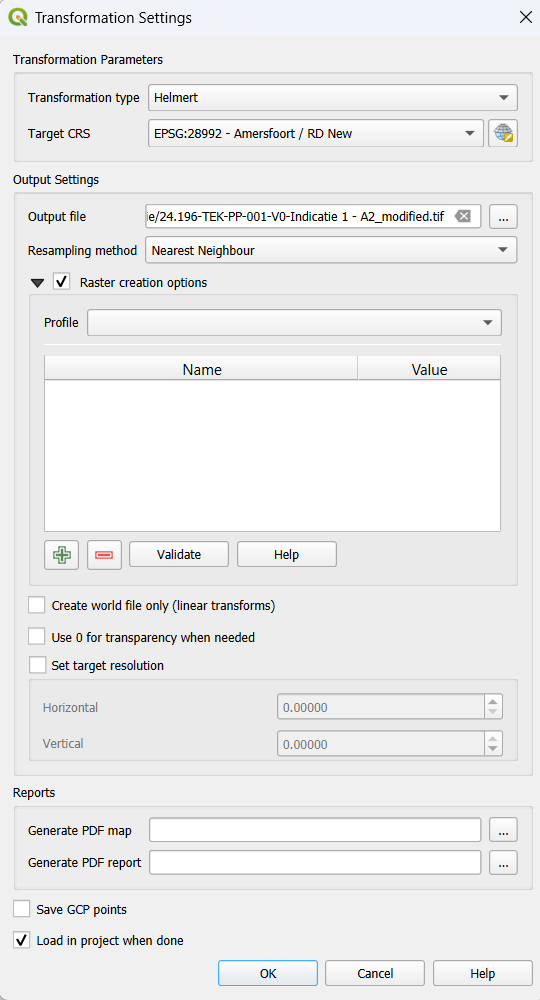 Transformation Settings
Transformation Parameters
Transformation type Helmert
Target CRS EPSG:28992 - Amersfoort / RD New
Output Settings
Output file ie/24.196-TEK-PP-001-V0-Indicatie 1 - A2_modified.tif ...
Resampling method Nearest Neighbour
Raster creation options
Profile
Name Value
Validate Help
Create world file only (linear transforms)
Use 0 for transparency when needed
Set target resolution
Horizontal 0.00000
Vertical 0.00000
Reports
Generate PDF map ...
Generate PDF report ...
Save GCP points
Load in project when done
OK Cancel Help